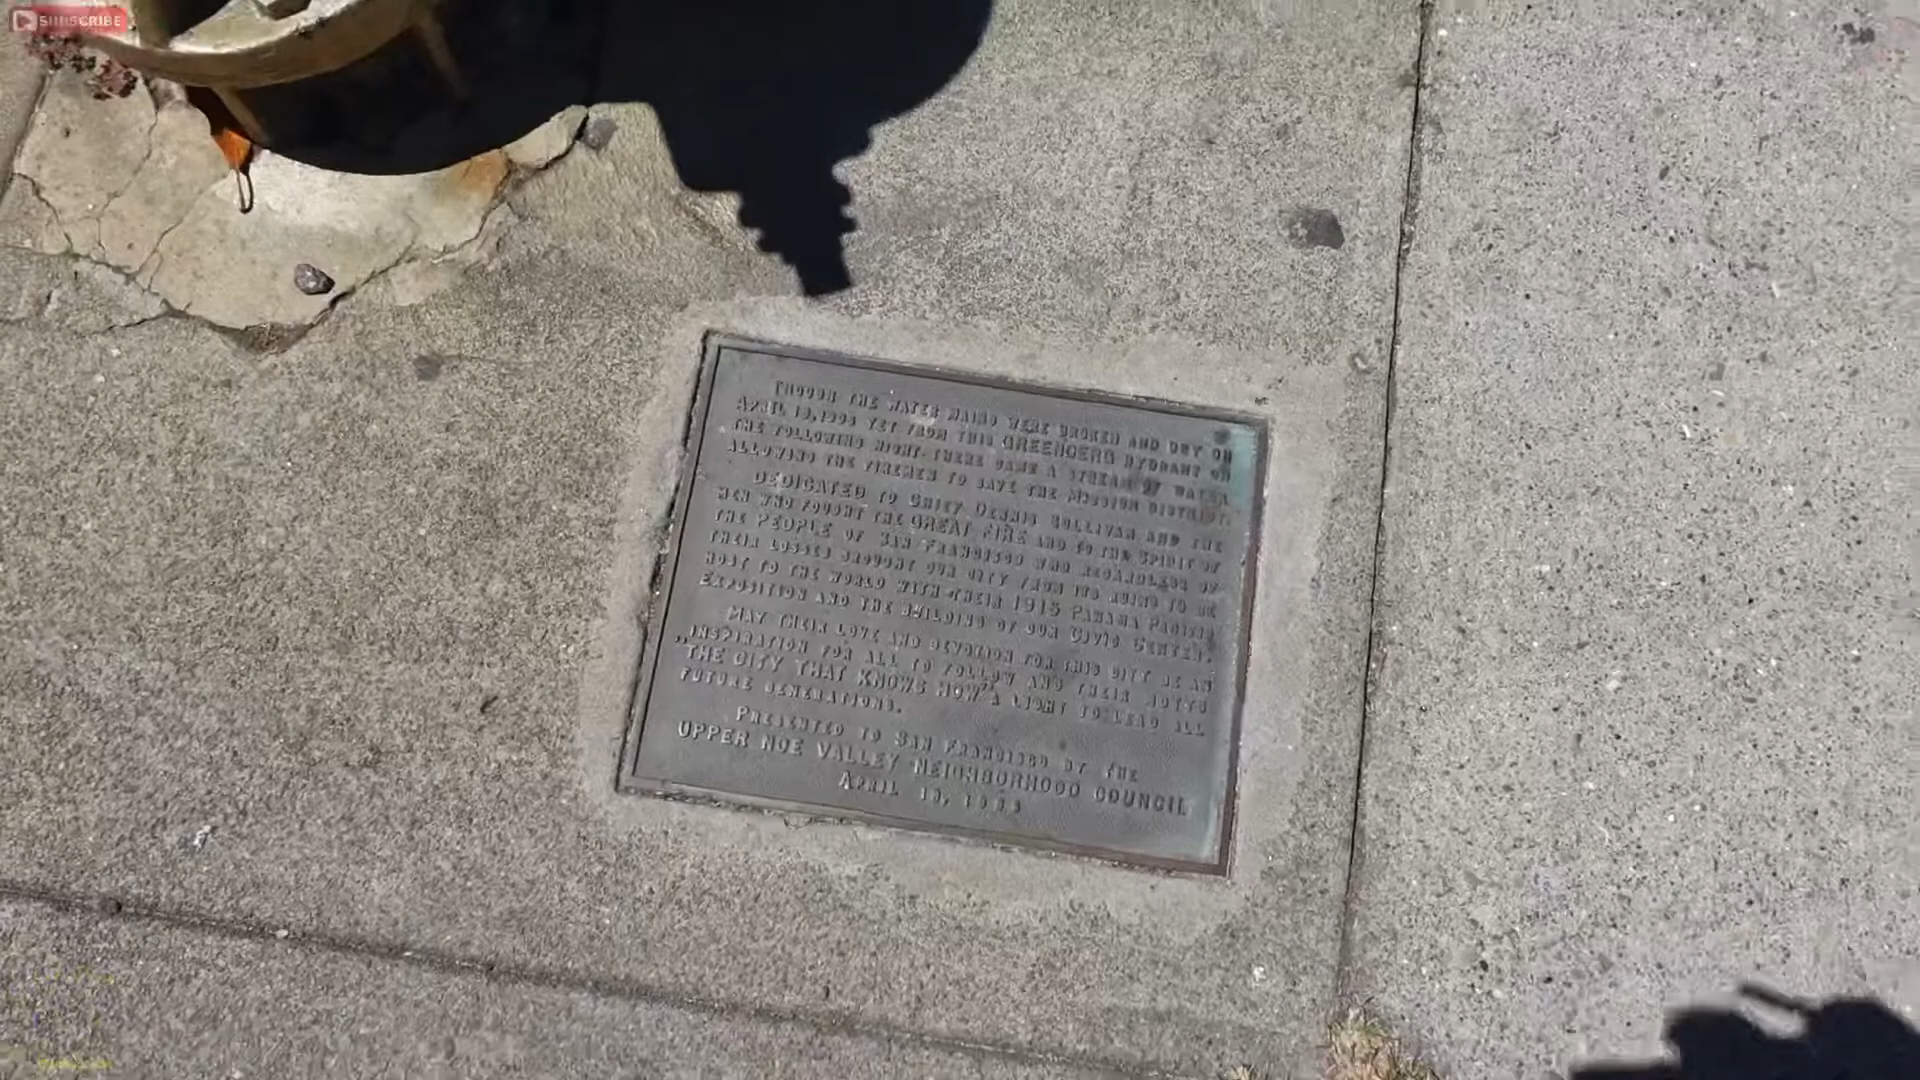 SUBSCRIBE
THOUGH THE WATER MAINS WERE BROKEN AND DRY ON
APRIL 18, 1906 YET FROM THIS GREENBERG HYDRANT ON
THE FOLLOWING NIGHT THERE CAME A STREAM OF WATER
ALLOWING THE FIREMEN TO SAVE THE MISSION DISTRICT.
DEDICATED TO CHIEF DENNIS SULLIVAN AND THE
MEN WHO FOUGHT THE GREAT FIRE AND TO THE SPIRIT OF
THE PEOPLE OF SAN FRANCISCO WHO REGARDLESS OF
THEIR LOSSES BROUGHT OUR CITY FROM ITS RUINS TO BE
HOST TO THE WORLD WITH THEIR 1915 PANAMA PACIFIC
EXPOSITION AND THE BUILDING OF OUR CIVIC CENTER.
MAY THEIR LOVE AND DEVOTION FOR THIS CITY BE AN
INSPIRATION FOR ALL TO FOLLOW AND THEIR MOTTO
"THE CITY THAT KNOWS HOW" A LIGHT TO LEAD ALL
FUTURE GENERATIONS.
PRESENTED TO SAN FRANCISCO BY THE
UPPER NOE VALLEY NEIGHBORHOOD COUNCIL
APRIL 18,